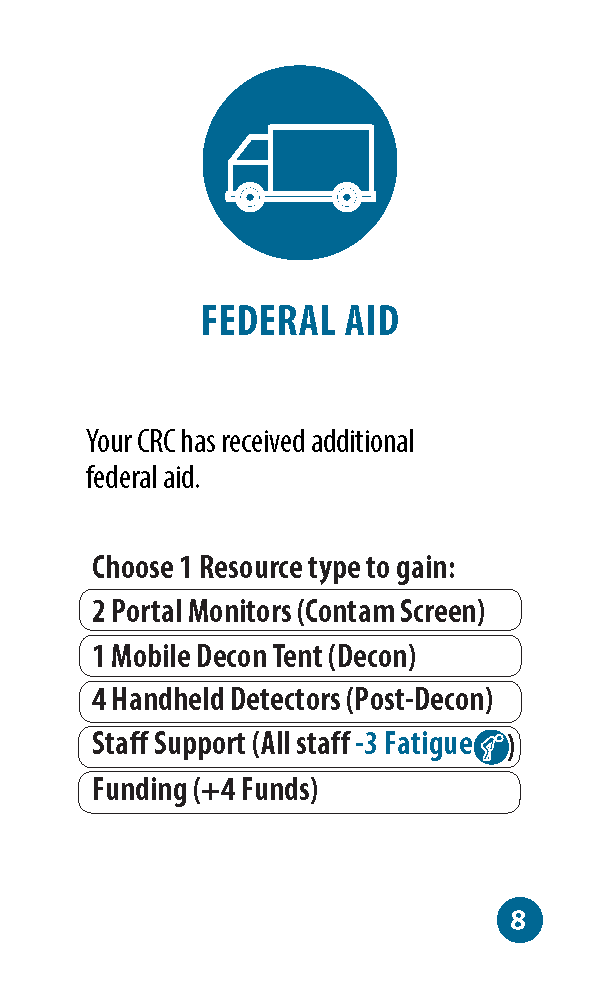 FEDERAL AID
Your CRC has received additional
federal aid.
Choose 1 Resource type to gain:
2 Portal Monitors (Contam Screen)
1 Mobile Decon Tent (Decon)
4 Handheld Detectors (Post-Decon)
Staff Support (All staff -3 Fatigue )
Funding (+4 Funds)
8